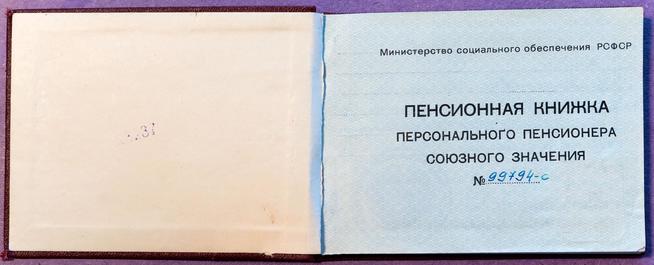 Министерство социального обеспечения РСФСР
ПЕНСИОННАЯ КНИЖКА
ПЕРСОНАЛЬНОГО ПЕНСИОНЕРА
СОЮЗНОГО ЗНАЧЕНИЯ
№ 99794-с